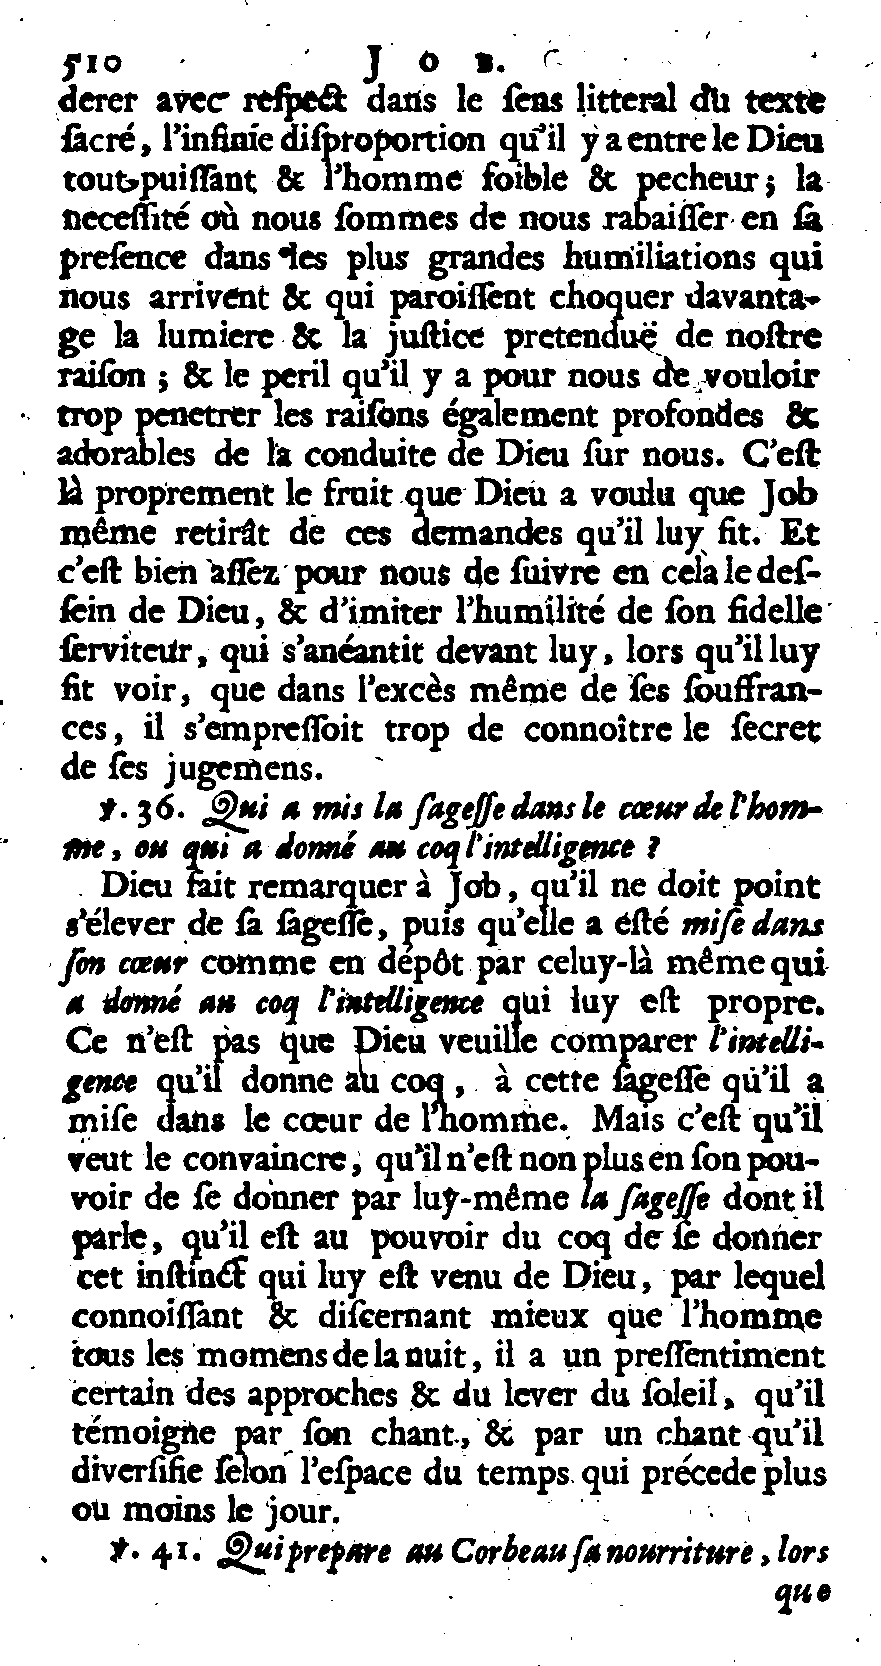 510 JOB.
derer avec reſpect dans le ſens litteral du texte
ſacré, l'infinie diſproportion qu'il y a entre le Dieu
tout-puiſſant & l'homme foible & pecheur; la
neceſſité où nous ſommes de nous rabaiſſer en ſa
preſence dans les plus grandes humiliations qui
nous arrivent & qui paroiſſent choquer davanta-
ge la lumiere & la juſtice pretenduë de noſtre
raiſon ; & le peril qu'il y a pour nous de vouloir
trop penetrer les raiſons également profondes &
adorables de la conduite de Dieu ſur nous. C'eſt
là proprement le fruit que Dieu a voulu que Job
même retirât de ces demandes qu'il luy fit. Et
c'eſt bien aſſez pour nous de ſuivre en cela le deſ-
ſein de Dieu, & d'imiter l'humilité de ſon fidelle
ſerviteur, qui s'anéantit devant luy, lors qu'il luy
fit voir, que dans l'excès même de ſes ſouffran-
ces, il s'empreſſoit trop de connoître le ſecret
de ſes jugemens.
℣. 36. Qui a mis la ſageſſe dans le cœur de l'hom-
me, ou qui a donné au coq l'intelligence ?
Dieu fait remarquer à Job, qu'il ne doit point
s'élever de ſa ſageſſe, puis qu'elle a eſté miſe dans
ſon cœur comme en dépôt par celuy-là même qui
a donné au coq l'intelligence qui luy eſt propre.
Ce n'eſt pas que Dieu veuille comparer l'intelli-
gence qu'il donne au coq, à cette ſageſſe qu'il a
miſe dans le cœur de l'homme. Mais c'eſt qu'il
veut le convaincre, qu'il n'eſt non plus en ſon pou-
voir de ſe donner par luy-même la ſageſſe dont il
parle, qu'il eſt au pouvoir du coq de ſe donner
cet inſtinct qui luy eſt venu de Dieu, par lequel
connoiſſant & diſcernant mieux que l'homme
tous les momens de la nuit, il a un preſſentiment
certain des approches & du lever du ſoleil, qu'il
témoigne par ſon chant, & par un chant qu'il
diverſifie ſelon l'eſpace du temps qui précede plus
ou moins le jour.
℣. 41. Qui prepare au Corbeau ſa nourriture, lors
que